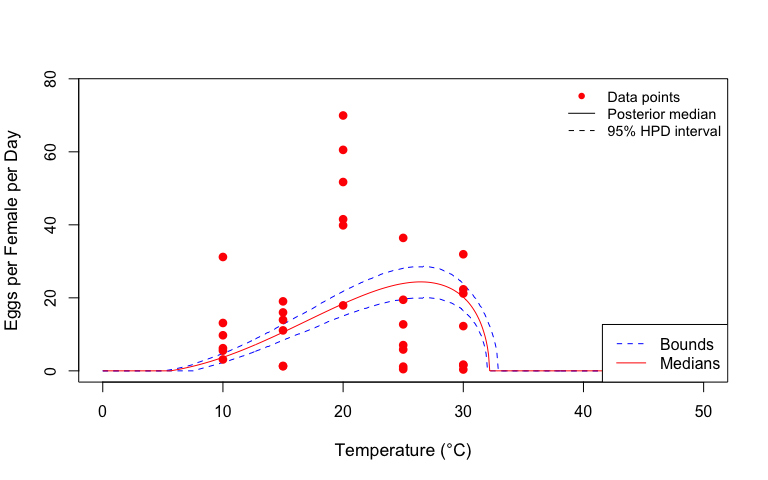 Eggs per Female per Day
80
60
40
20
0
Data points
Posterior median
95% HPD interval
Bounds
Medians
0 10 20 30 40 50
Temperature (°C)